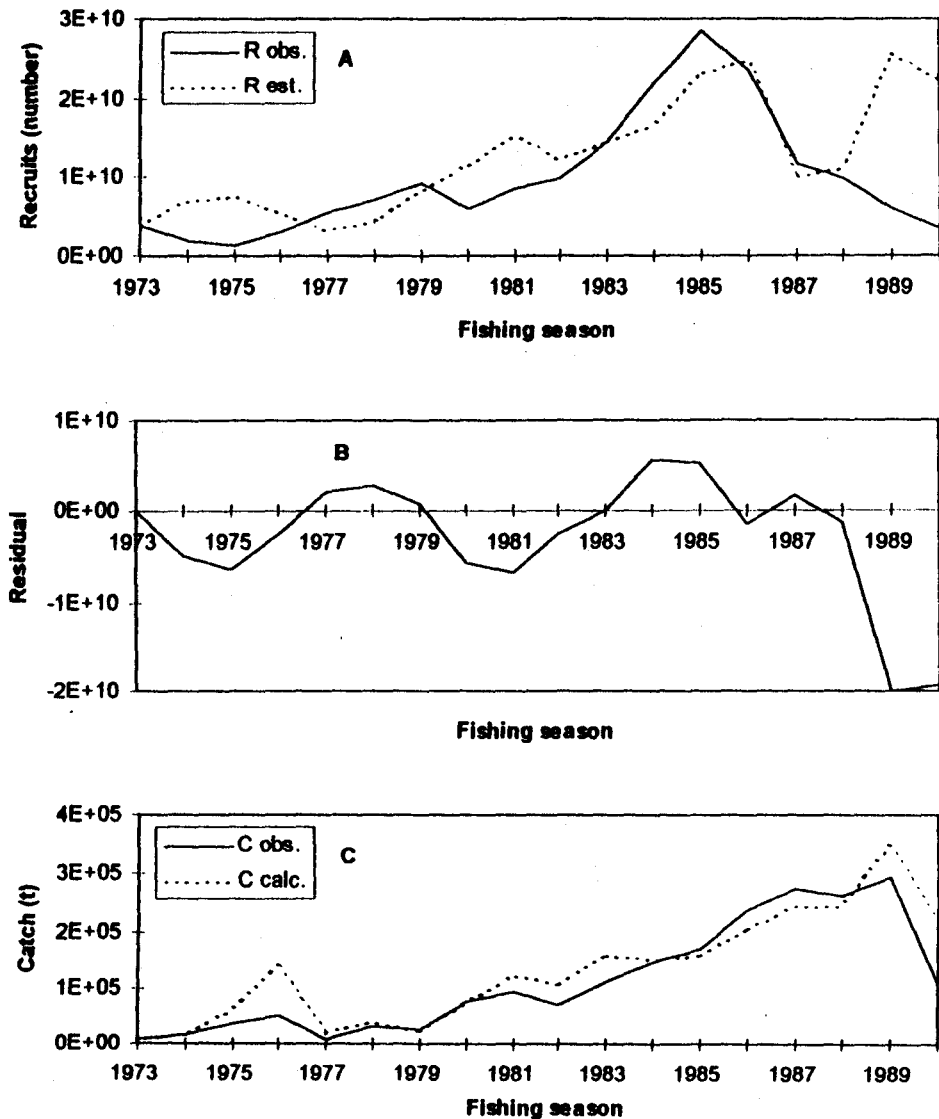 3E+10
R obs.
R est.
A
2E+10
1E+10
0E+00
Recruits (number)
1973 1975 1977 1979 1981 1983 1985 1987 1989
Fishing season
1E+10
B
0E+00
1973 1975 1977 1979 1981 1983 1985 1987 1989
Residual
-1E+10
-2E+10
Fishing season
4E+05
C obs.
C calc.
C
3E+05
2E+05
1E+05
0E+00
Catch (t)
1973 1975 1977 1979 1981 1983 1985 1987 1989
Fishing season